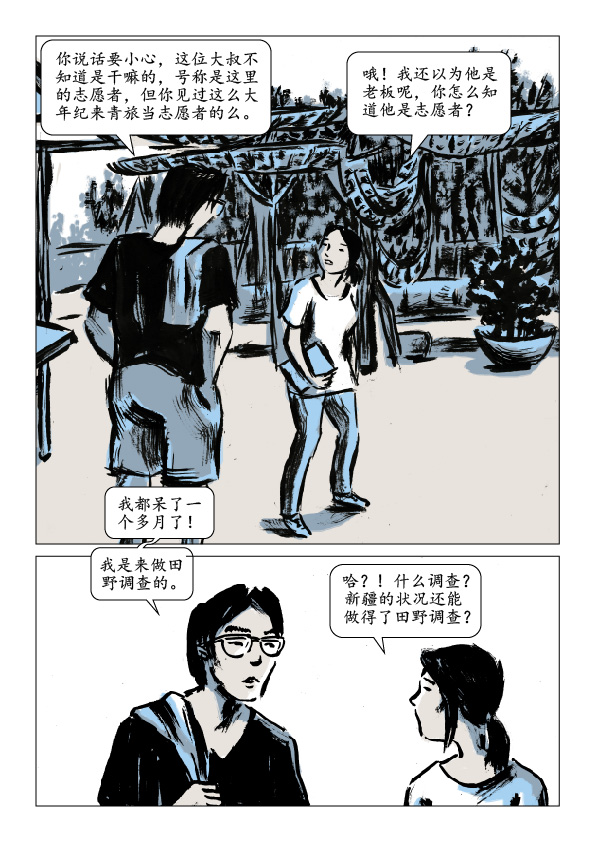 你说话要小心，这位大叔不
知道是干嘛的，号称是这里
的志愿者，但你见过这么大
年纪来青旅当志愿者的么。
哦！我还以为他是
老板呢，你怎么知
道他是志愿者？
我都呆了一
个多月了！
我是来做田
野调查的。
哈？！什么调查？
新疆的状况还能
做得了田野调查？